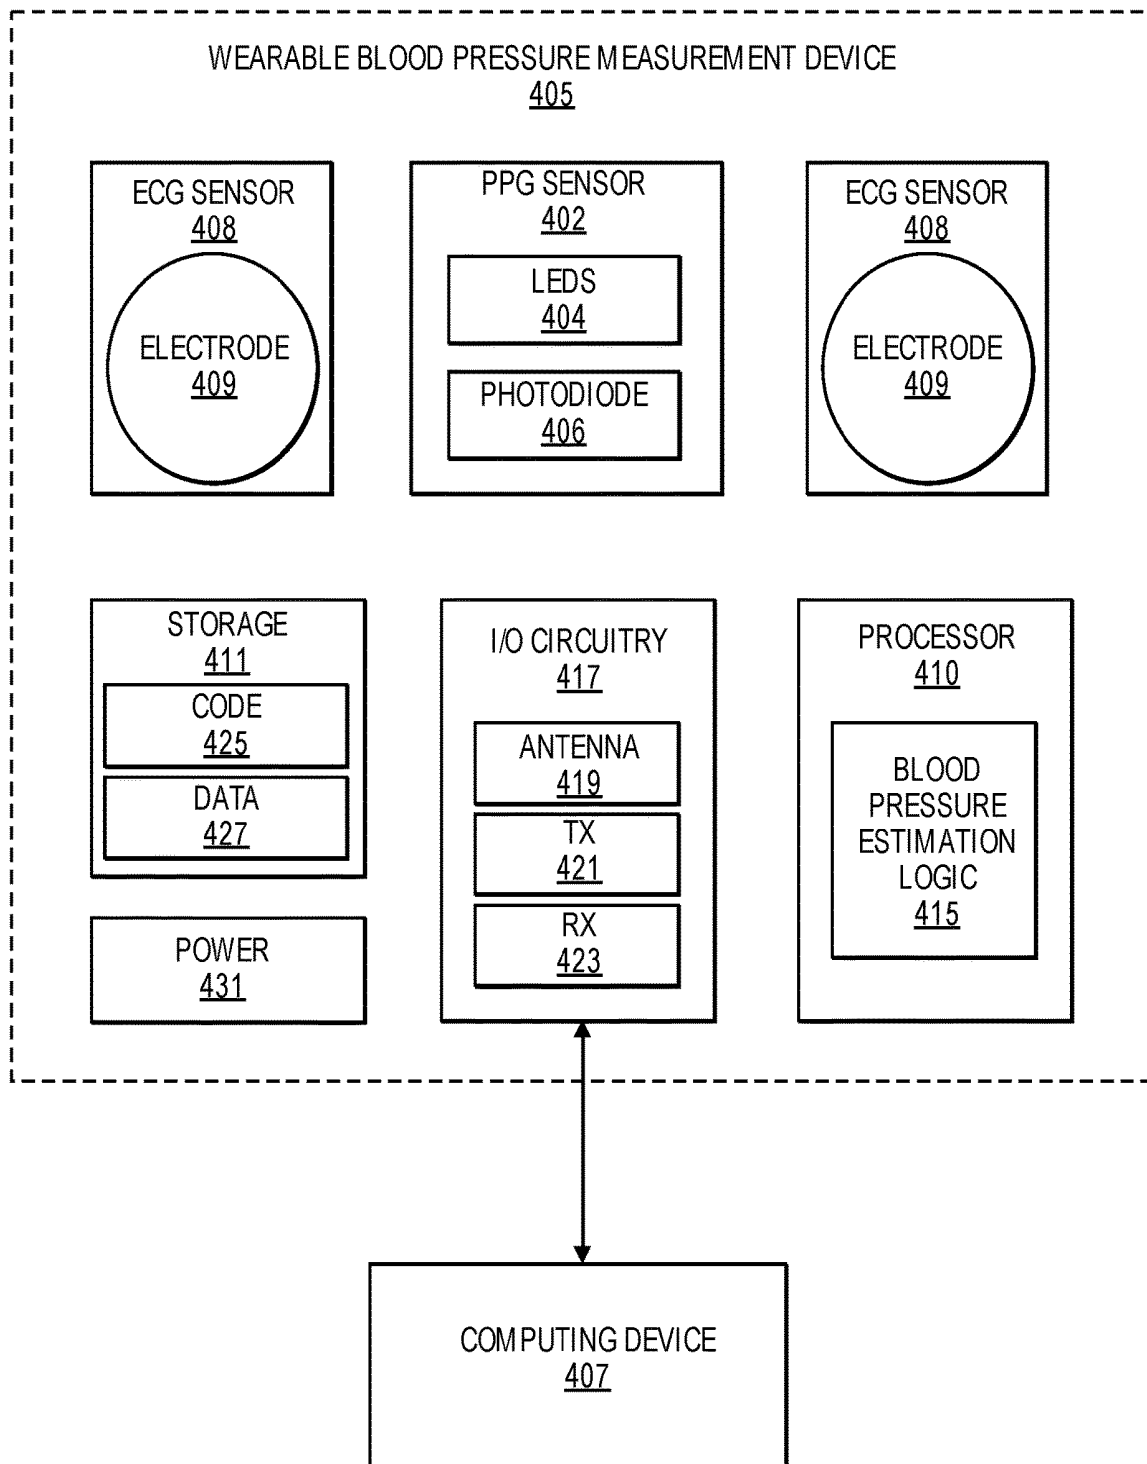 WEARABLE BLOOD PRESSURE MEASUREMENT DEVICE
405
ECG SENSOR
408
ELECTRODE
409
PPG SENSOR
402
LEDS
404
PHOTODIODE
406
ECG SENSOR
408
ELECTRODE
409
STORAGE
411
CODE
425
DATA
427
POWER
431
I/O CIRCUITRY
417
ANTENNA
419
TX
421
RX
423
PROCESSOR
410
BLOOD
PRESSURE
ESTIMATION
LOGIC
415
COMPUTING DEVICE
407